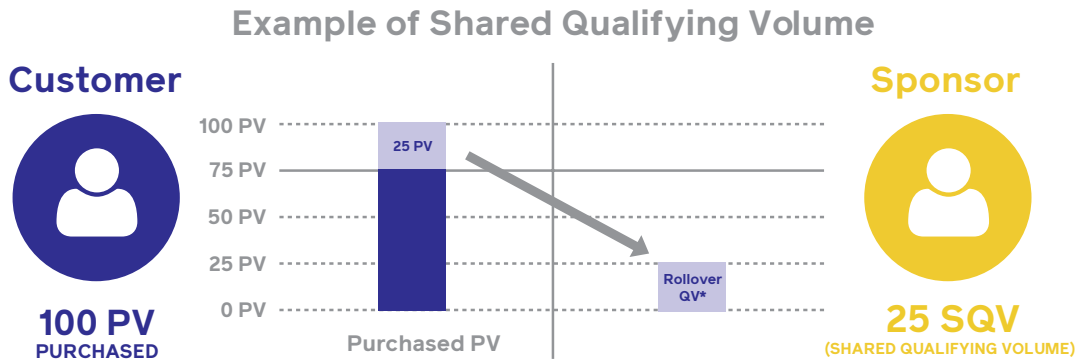 Example of Shared Qualifying Volume
Customer
Sponsor
100 PV
25 PV
75 PV
50 PV
25 PV
Rollover
QV*
0 PV
100 PV
PURCHASED
Purchased PV
25 SQV
(SHARED QUALIFYING VOLUME)